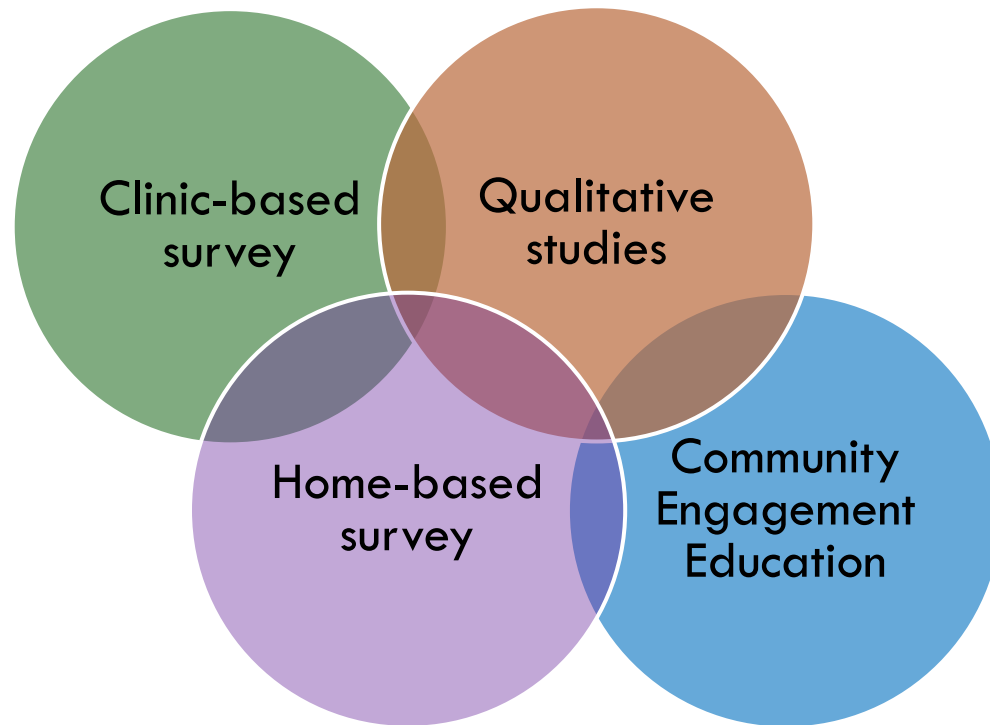 Clinic-based
survey
Qualitative
studies
Home-based
survey
Community
Engagement
Education